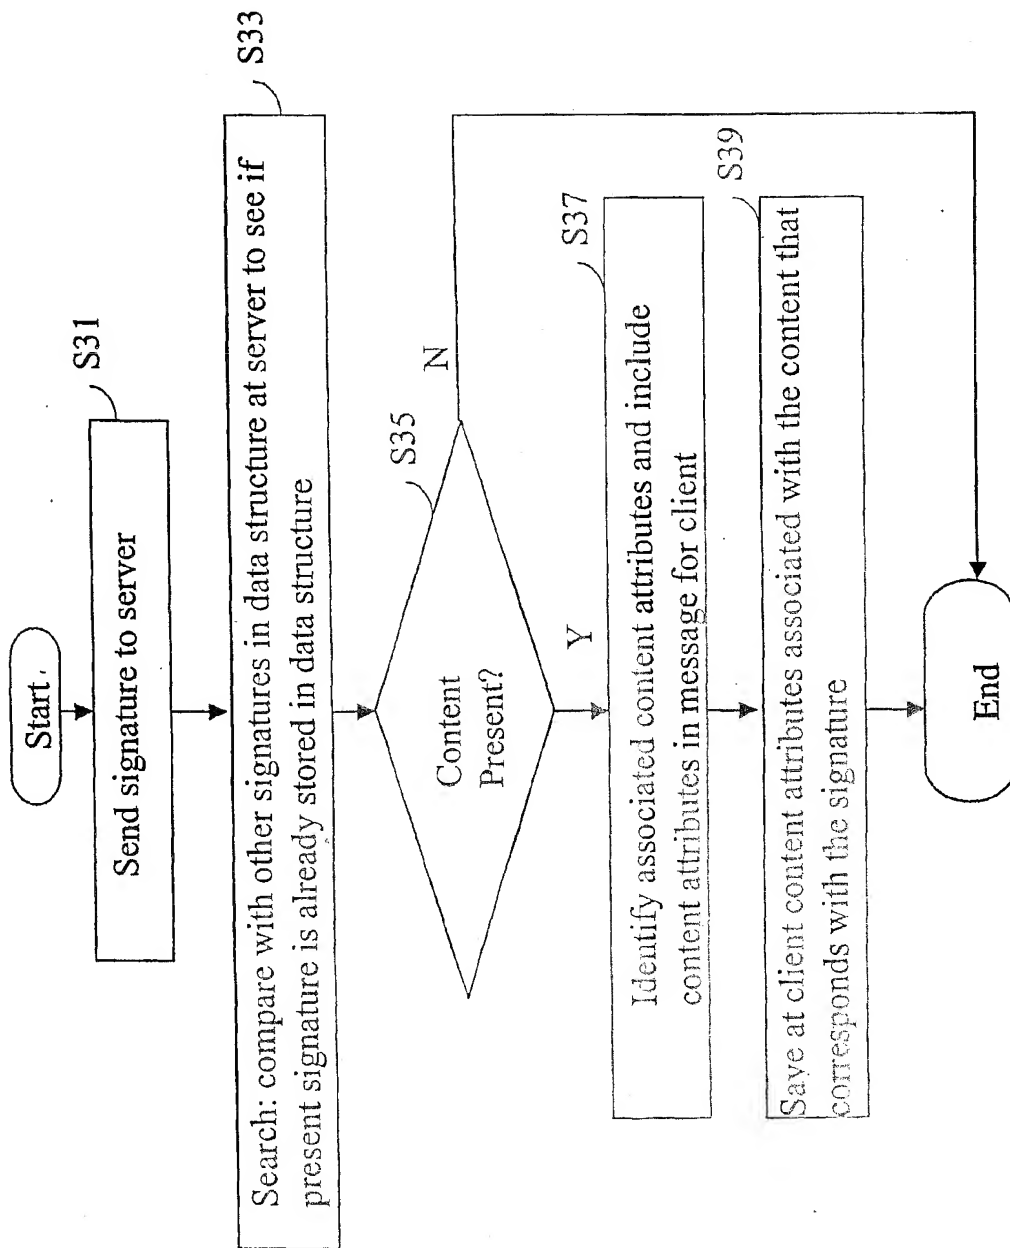 Start
S31
Send signature to server
S33
Search: compare with other signatures in data structure at server to see if
present signature is already stored in data structure
S35
Content
Present?
N
Y
S37
Identify associated content attributes and include
content attributes in message for client
S39
Save at client content attributes associated with the content that
corresponds with the signature
End